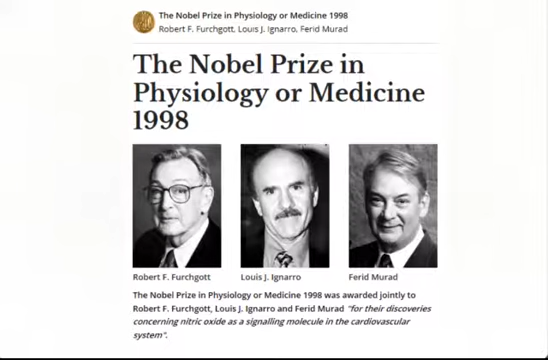 The Nobel Prize in Physiology or Medicine 1998
Robert F. Furchgott, Louis J. Ignarro, Ferid Murad
The Nobel Prize in
Physiology or Medicine
1998
Robert F. Furchgott
Louis J. Ignarro
Ferid Murad
The Nobel Prize in Physiology or Medicine 1998 was awarded jointly to
Robert F. Furchgott, Louis J. Ignarro and Ferid Murad "for their discoveries
concerning nitric oxide as a signalling molecule in the cardiovascular
system".